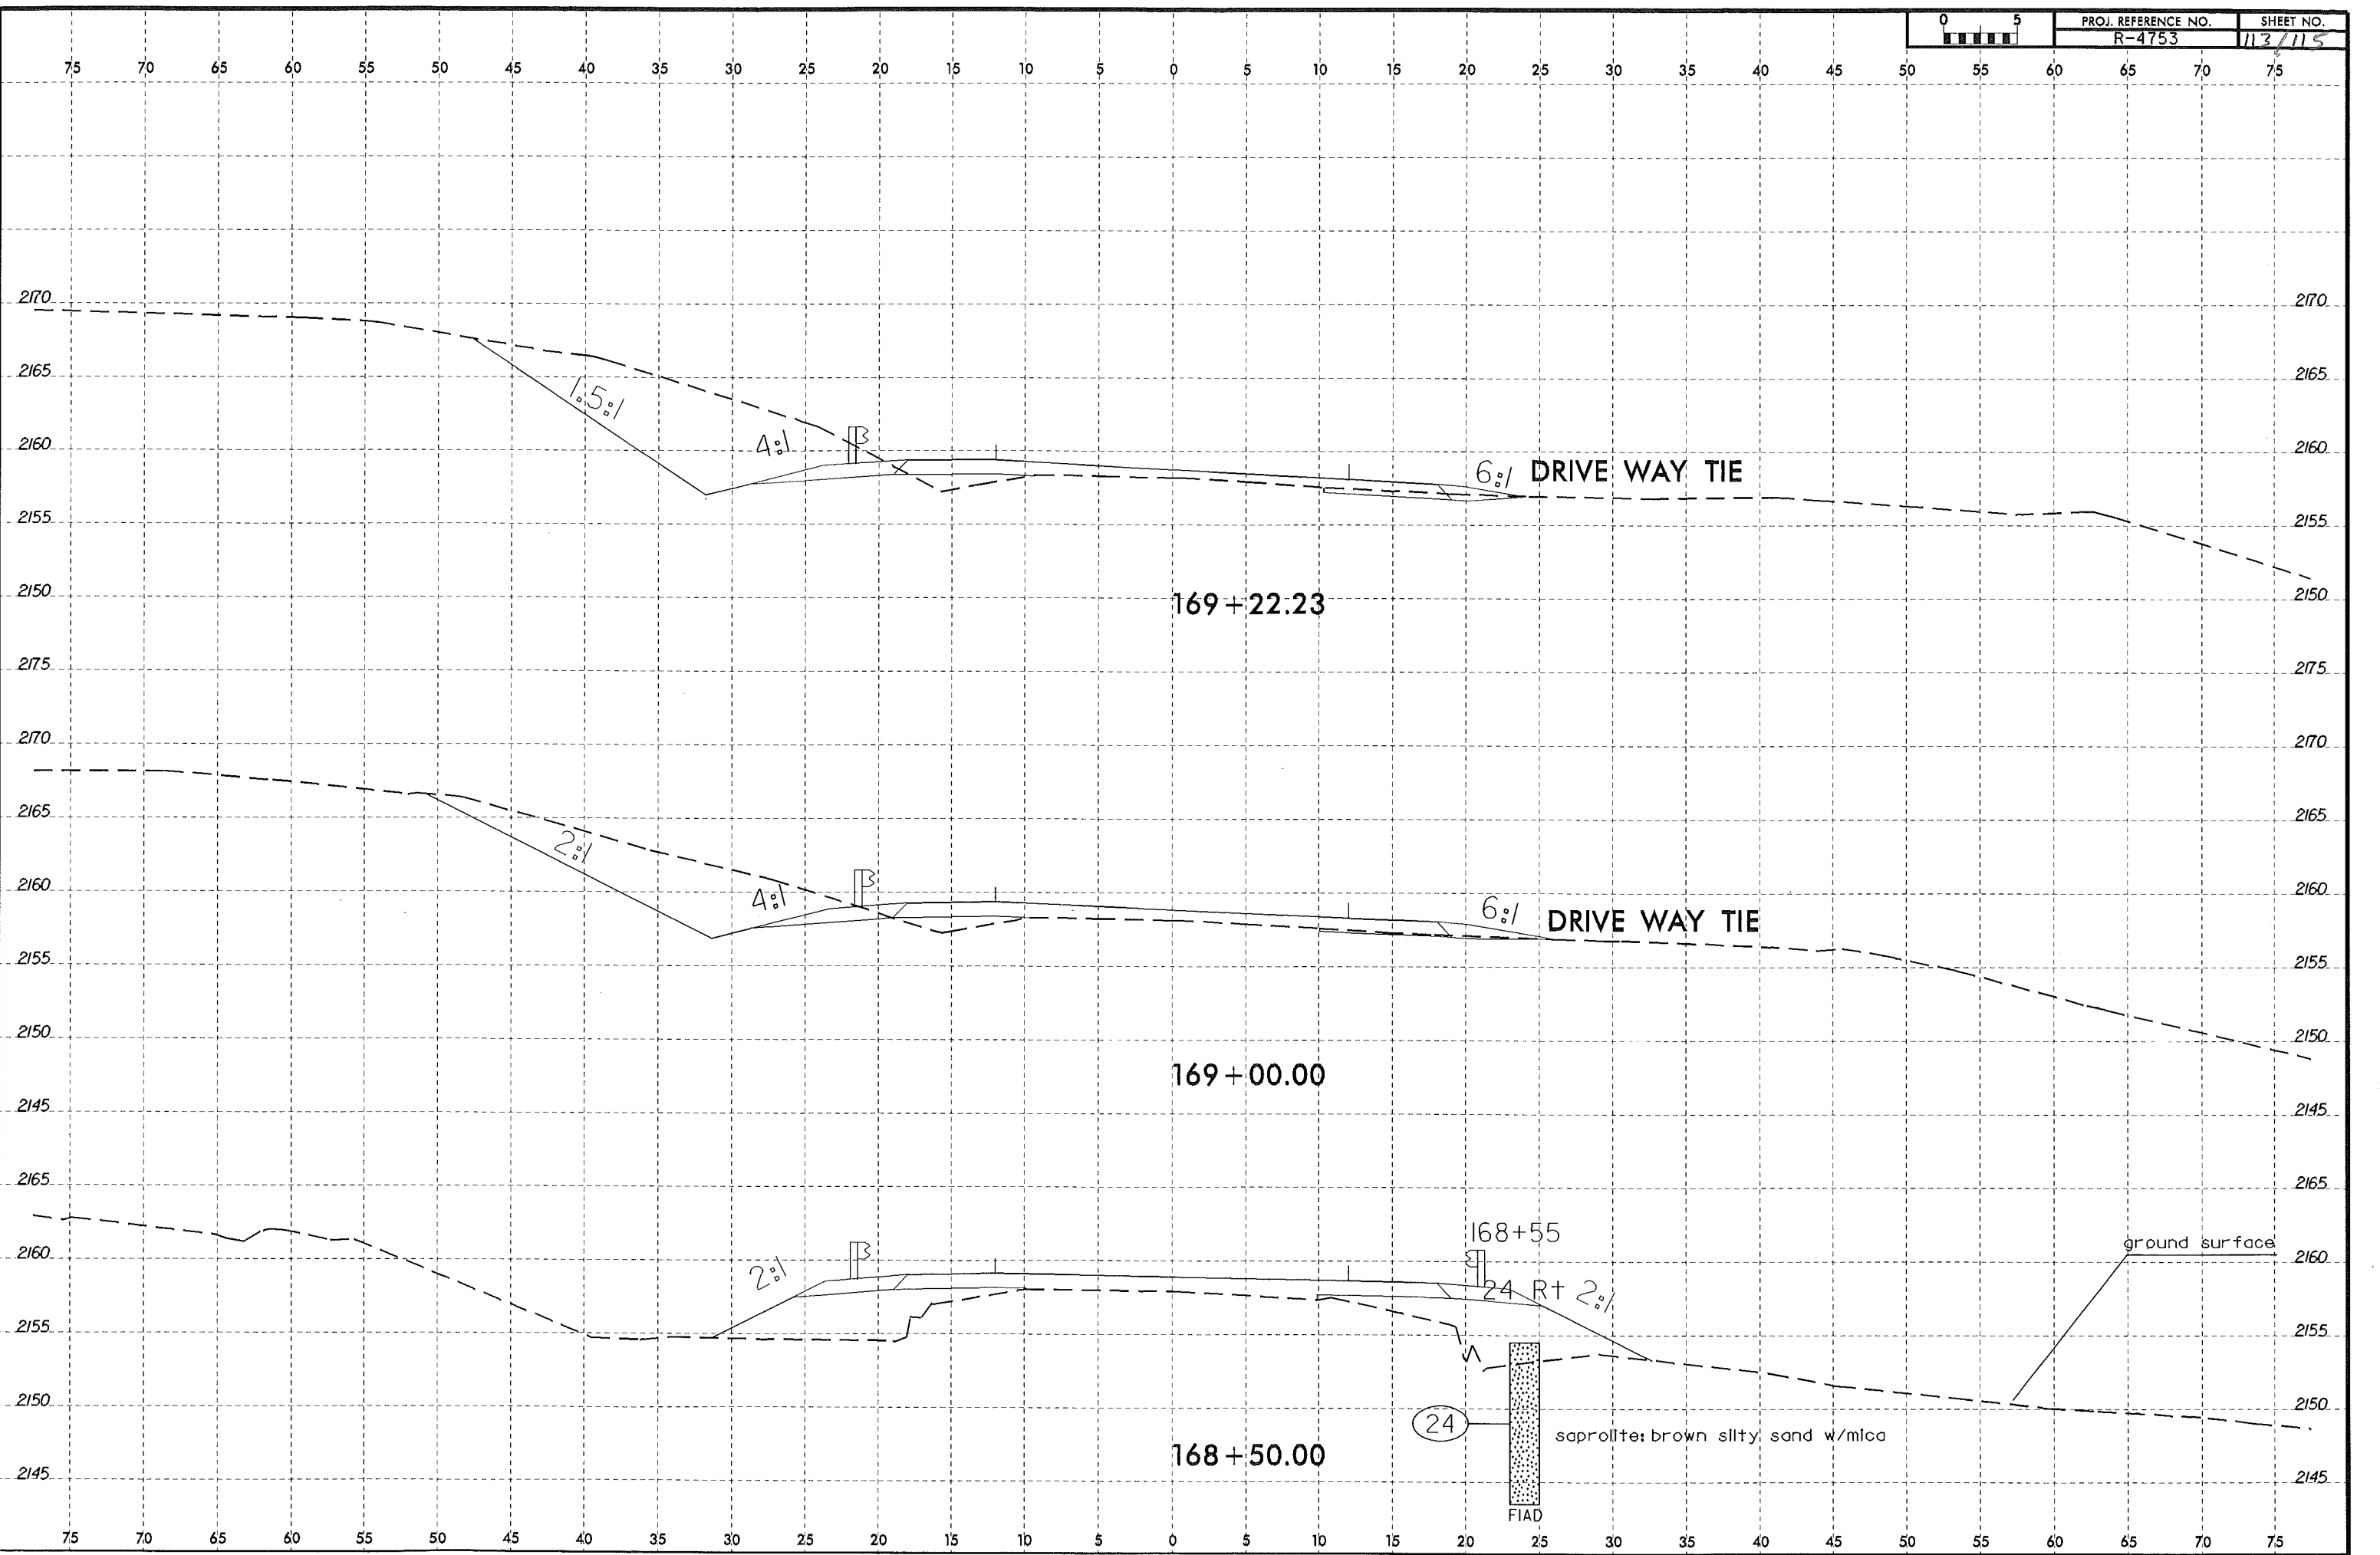 0 5 PROJ. REFERENCE NO. SHEET NO.
R-4753 113/115
75 70 65 60 55 50 45 40 35 30 25 20 15 10 5 0 5 10 15 20 25 30 35 40 45 50 55 60 65 70 75
2170 2170
2165 1.5:1 2165
2160 4:1 2160
6:1 DRIVE WAY TIE
2155 2155
2150 169+22.23 2150
2175 2175
2170 2170
2165 2165
2:1
2160 4:1 2160
6:1 DRIVE WAY TIE
2155 2155
2150 2150
169+00.00
2145 2145
2165 2165
168+55
2160 ground surface 2160
2:1 24 Rt 2:1
2155 2155
2150 2150
24 saprolite: brown silty sand w/mica
168+50.00
2145 2145
FIAD
75 70 65 60 55 50 45 40 35 30 25 20 15 10 5 0 5 10 15 20 25 30 35 40 45 50 55 60 65 70 75